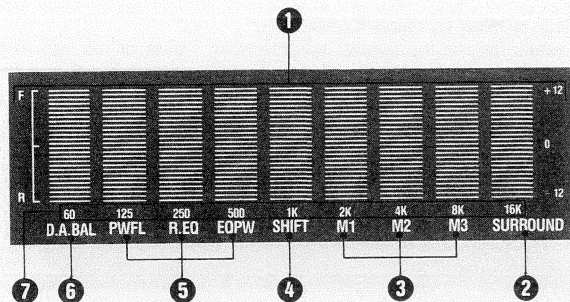 1
F +12
0
R -12
60 125 250 500 1K 2K 4K 8K 16K
D.A.BAL PWFL R.EQ EQPW SHIFT M1 M2 M3 SURROUND
7 6 5 4 3 2